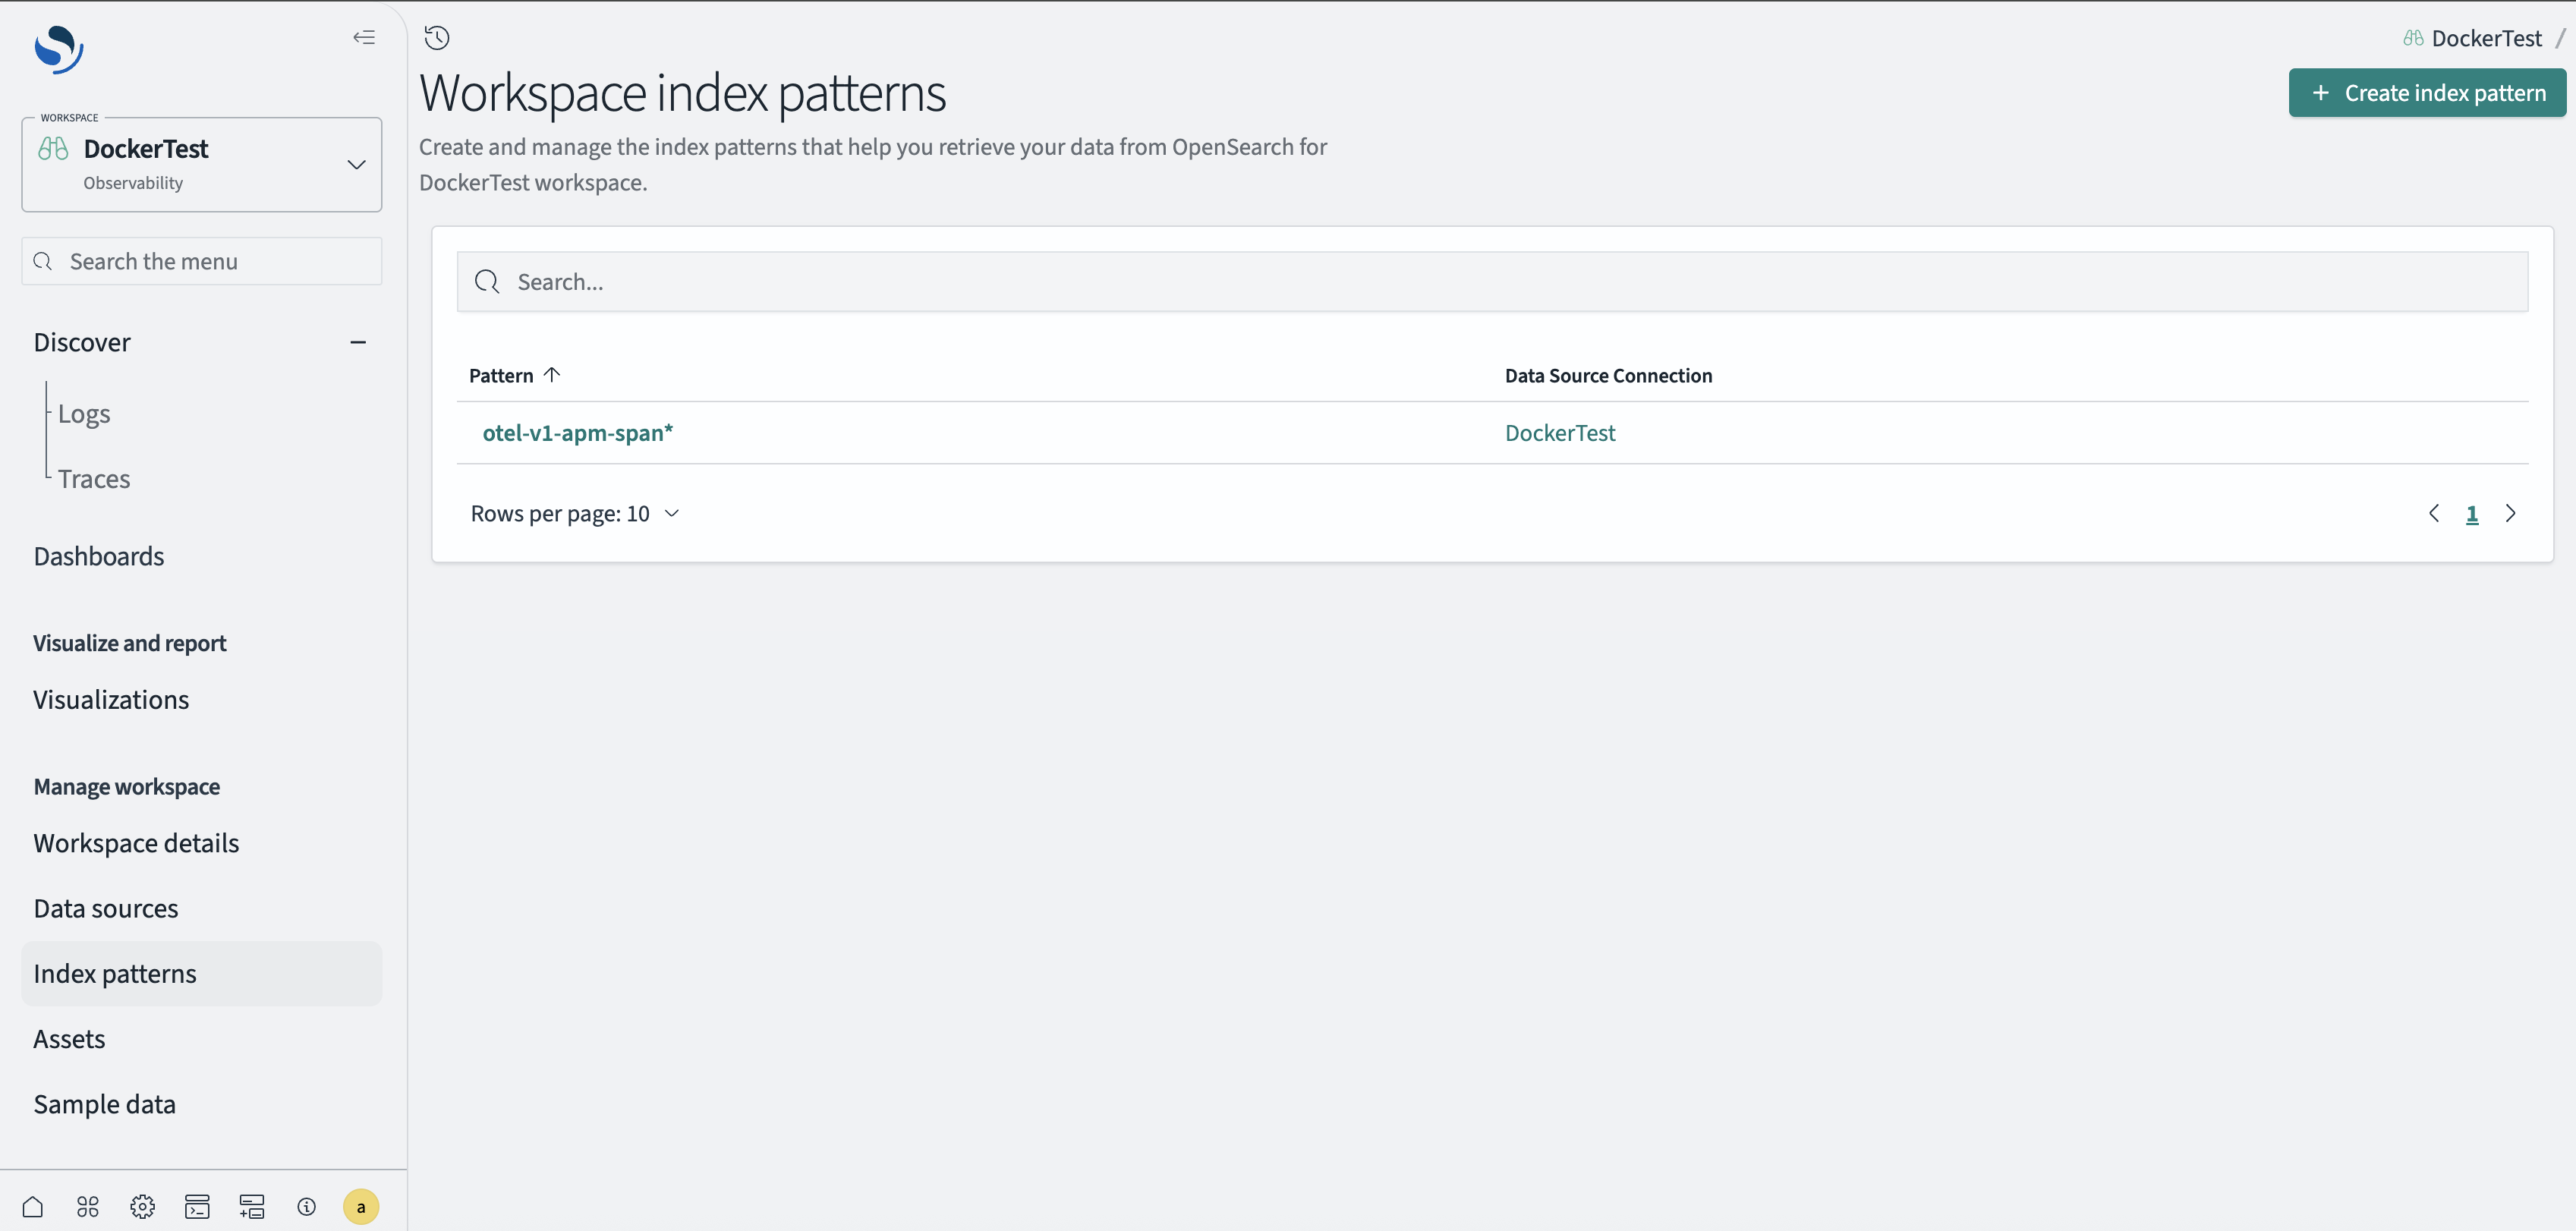 WORKSPACE
DockerTest
Observability
Search the menu
Discover
Logs
Traces
Dashboards
Visualize and report
Visualizations
Manage workspace
Workspace details
Data sources
Index patterns
Assets
Sample data
a
DockerTest /
Workspace index patterns
+ Create index pattern
Create and manage the index patterns that help you retrieve your data from OpenSearch for
DockerTest workspace.
Search...
Pattern Data Source Connection
otel-v1-apm-span* DockerTest
Rows per page: 10
1